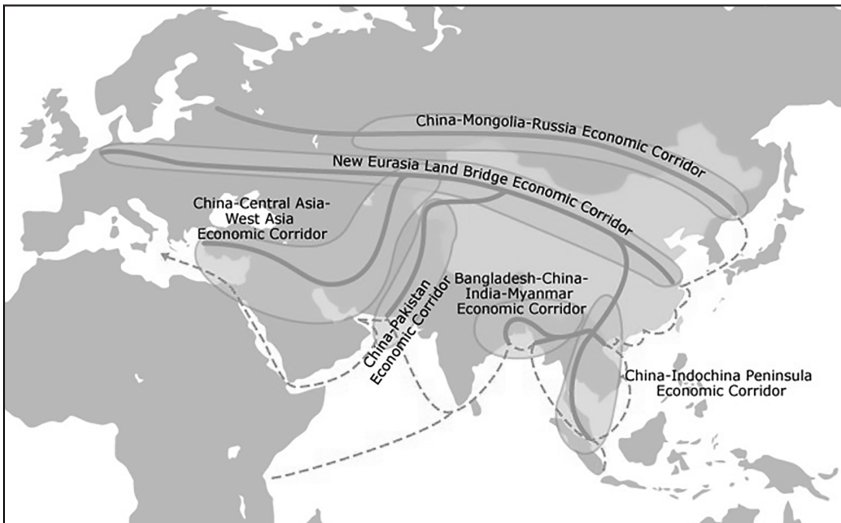 China-Mongolia-Russia Economic Corridor
New Eurasia Land Bridge Economic Corridor
China-Central Asia-
West Asia
Economic Corridor
China-Pakistan
Economic Corridor
Bangladesh-China-
India-Myanmar
Economic Corridor
China-Indochina Peninsula
Economic Corridor